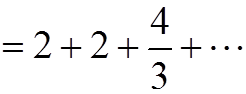 = 2 + 2 + 4/3 + ⋯